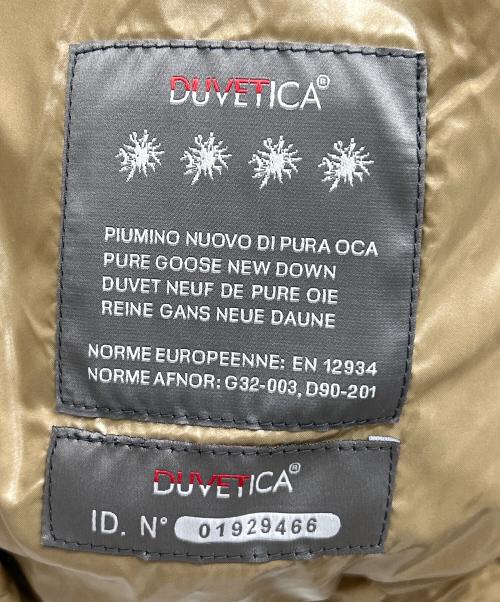 DUVETICA®
PIUMINO NUOVO DI PURA OCA
PURE GOOSE NEW DOWN
DUVET NEUF DE PURE OIE
REINE GANS NEUE DAUNE
NORME EUROPEENNE: EN 12934
NORME AFNOR: G32-003, D90-201
DUVETICA®
ID. N° 01929466